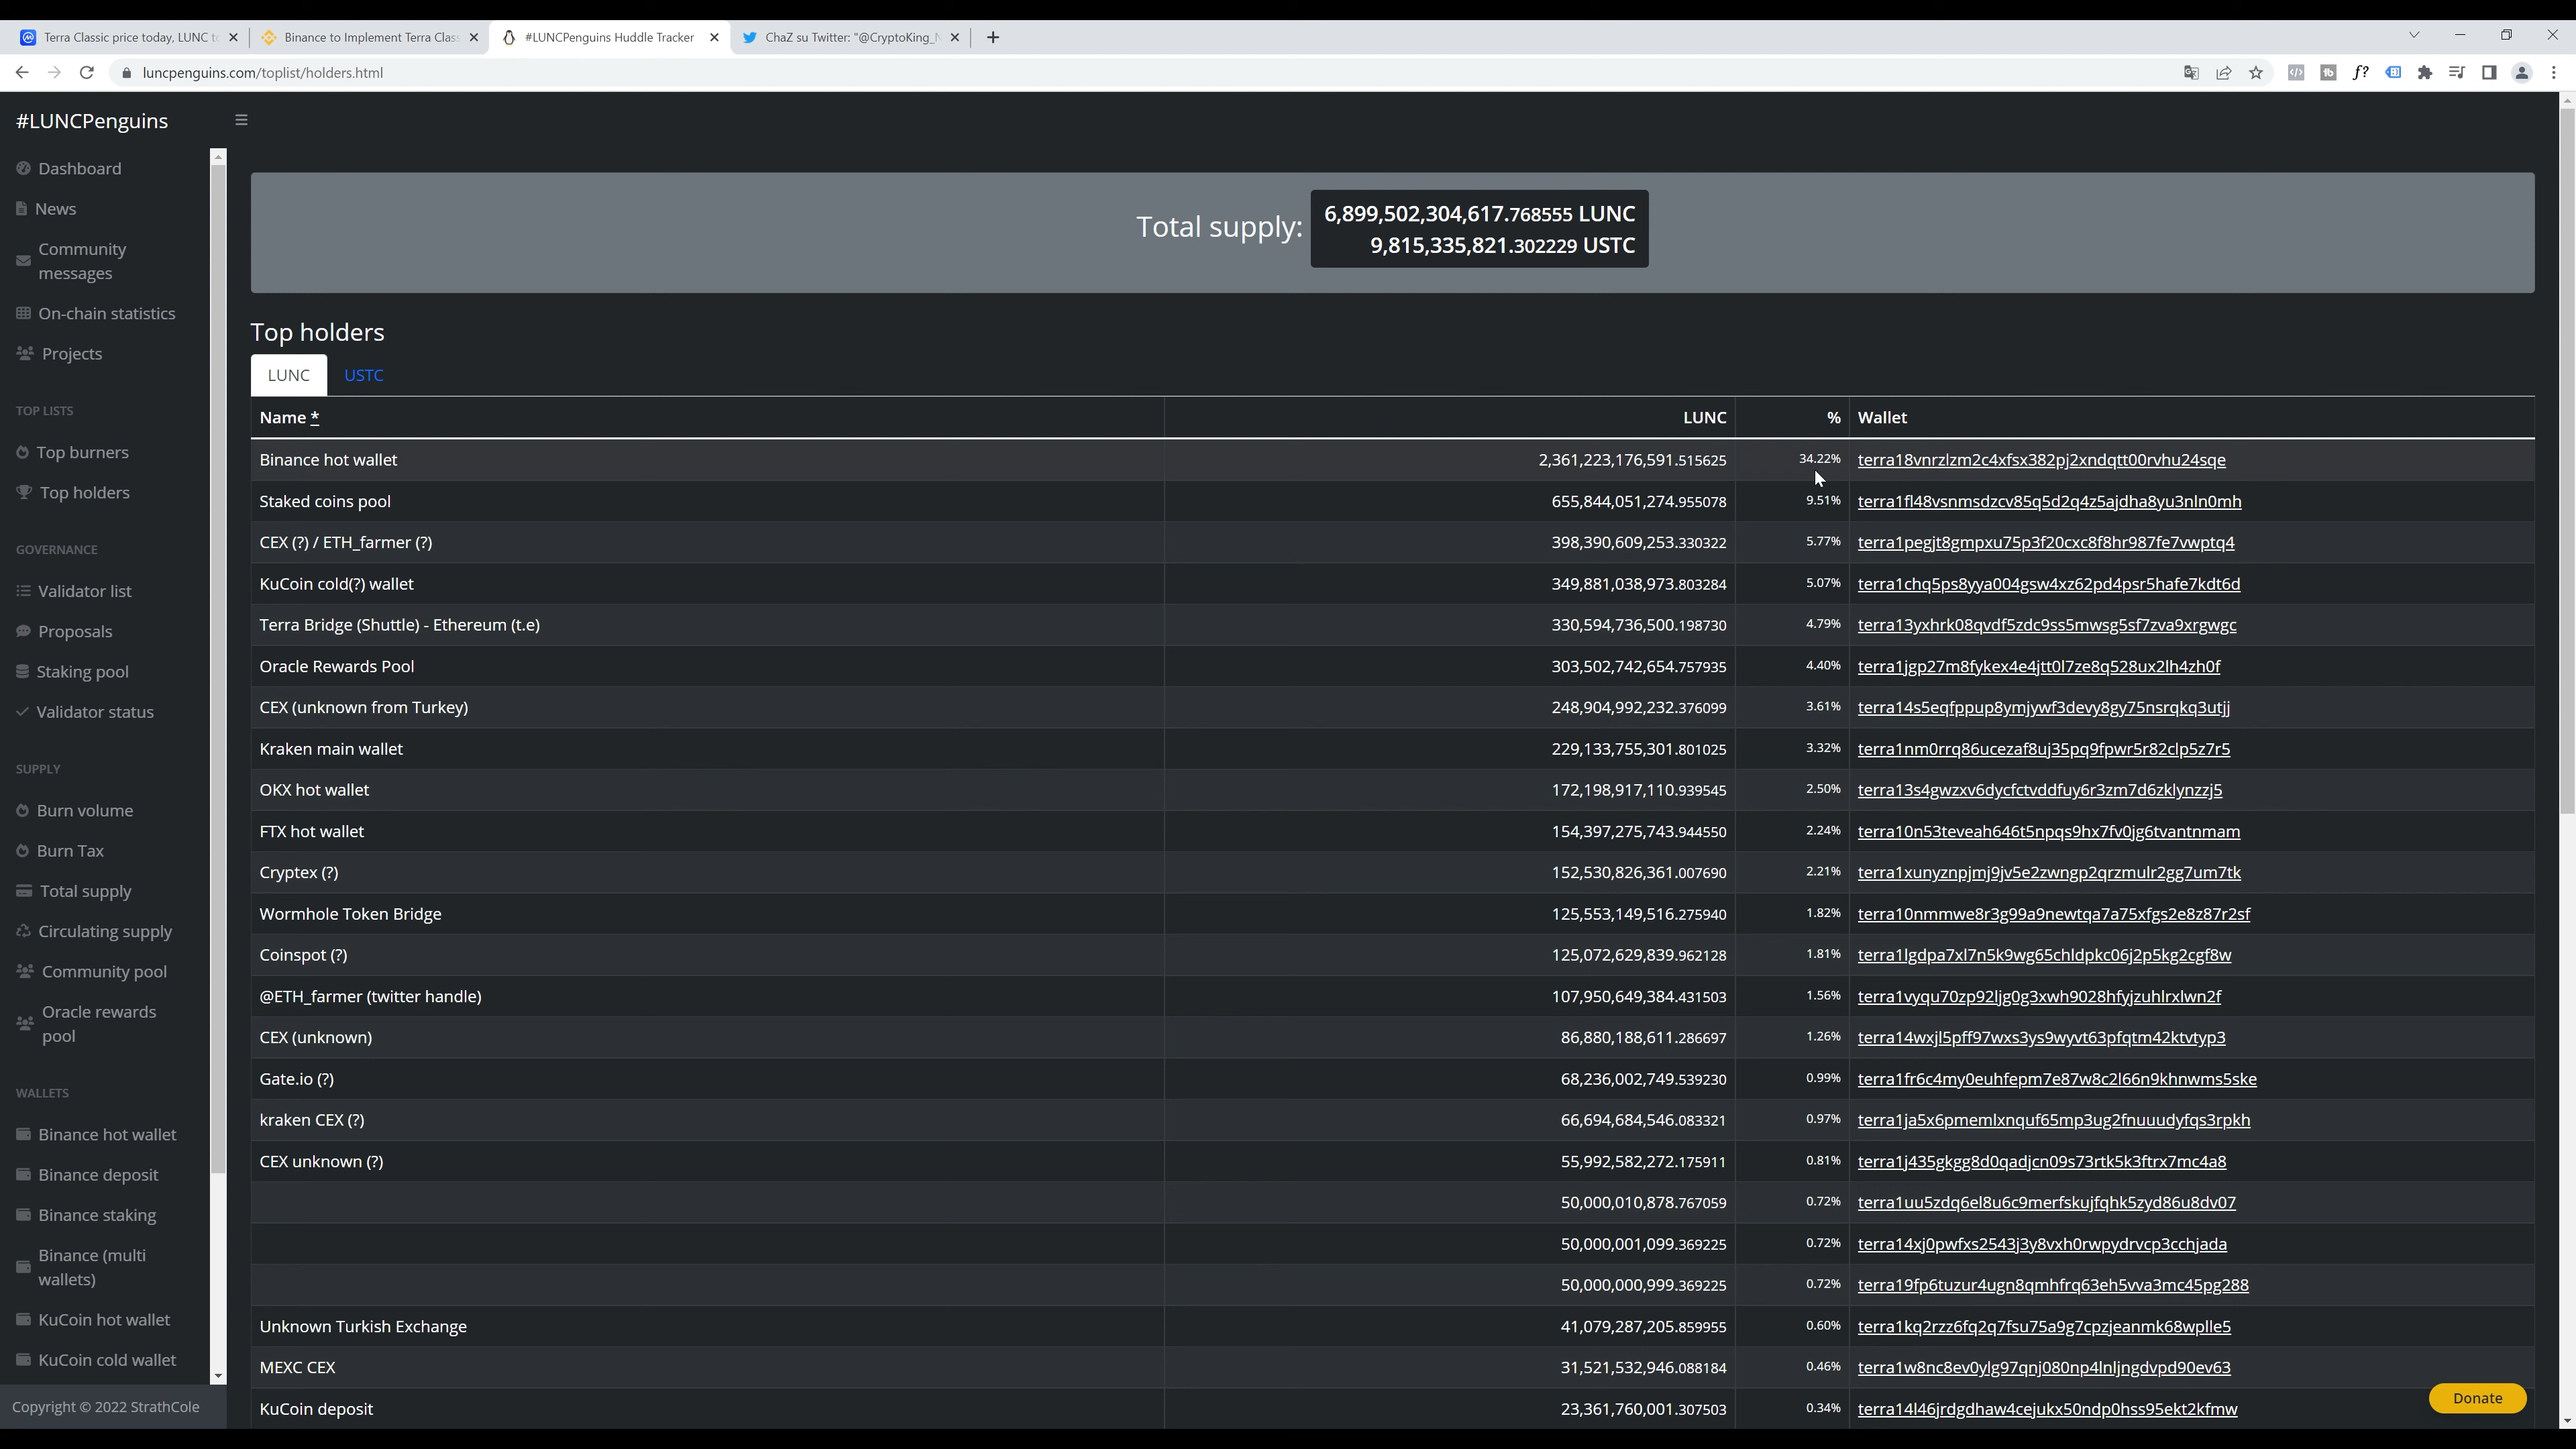 Terra Classic price today, LUNC to
Binance to Implement Terra Class
#LUNCPenguins Huddle Tracker
ChaZ su Twitter: "@CryptoKing_N
luncpenguins.com/toplist/holders.html
#LUNCPenguins
Dashboard
News
Community
messages
On-chain statistics
Projects
TOP LISTS
Top burners
Top holders
GOVERNANCE
Validator list
Proposals
Staking pool
Validator status
SUPPLY
Burn volume
Burn Tax
Total supply
Circulating supply
Community pool
Oracle rewards
pool
WALLETS
Binance hot wallet
Binance deposit
Binance staking
Binance (multi
wallets)
KuCoin hot wallet
KuCoin cold wallet
Copyright © 2022 StrathCole
Total supply:
6,899,502,304,617.768555 LUNC
9,815,335,821.302229 USTC
Top holders
LUNC USTC
Name * LUNC % Wallet
Binance hot wallet 2,361,223,176,591.515625 34.22% terra18vnrzlzm2c4xfsx382pj2xndqtt00rvhu24sqe
Staked coins pool 655,844,051,274.955078 9.51% terra1fl48vsnmsdzcv85q5d2q4z5ajdha8yu3nln0mh
CEX (?) / ETH_farmer (?) 398,390,609,253.330322 5.77% terra1pegjt8gmpxu75p3f20cxc8f8hr987fe7vwptq4
KuCoin cold(?) wallet 349,881,038,973.803284 5.07% terra1chq5ps8yya004gsw4xz62pd4psr5hafe7kdt6d
Terra Bridge (Shuttle) - Ethereum (t.e) 330,594,736,500.198730 4.79% terra13yxhrk08qvdf5zdc9ss5mwsg5sf7zva9xrgwgc
Oracle Rewards Pool 303,502,742,654.757935 4.40% terra1jgp27m8fykex4e4jtt0l7ze8q528ux2lh4zh0f
CEX (unknown from Turkey) 248,904,992,232.376099 3.61% terra14s5eqfppup8ymjywf3devy8gy75nsrqkq3utjj
Kraken main wallet 229,133,755,301.801025 3.32% terra1nm0rrq86ucezaf8uj35pq9fpwr5r82clp5z7r5
OKX hot wallet 172,198,917,110.939545 2.50% terra13s4gwzxv6dycfctvddfuy6r3zm7d6zklynzzj5
FTX hot wallet 154,397,275,743.944550 2.24% terra10n53teveah646t5npqs9hx7fv0jg6tvantnmam
Cryptex (?) 152,530,826,361.007690 2.21% terra1xunyznpjmj9jv5e2zwngp2qrzmulr2gg7um7tk
Wormhole Token Bridge 125,553,149,516.275940 1.82% terra10nmmwe8r3g99a9newtqa7a75xfgs2e8z87r2sf
Coinspot (?) 125,072,629,839.962128 1.81% terra1lgdpa7xl7n5k9wg65chldpkc06j2p5kg2cgf8w
@ETH_farmer (twitter handle) 107,950,649,384.431503 1.56% terra1vyqu70zp92ljg0g3xwh9028hfyjzuhlrxlwn2f
CEX (unknown) 86,880,188,611.286697 1.26% terra14wxjl5pff97wxs3ys9wyvt63pfqtm42ktvtyp3
Gate.io (?) 68,236,002,749.539230 0.99% terra1fr6c4my0euhfepm7e87w8c2l66n9khnwms5ske
kraken CEX (?) 66,694,684,546.083321 0.97% terra1ja5x6pmemlxnquf65mp3ug2fnuuudyfqs3rpkh
CEX unknown (?) 55,992,582,272.175911 0.81% terra1j435gkgg8d0qadjcn09s73rtk5k3ftrx7mc4a8
50,000,010,878.767059 0.72% terra1uu5zdq6el8u6c9merfskujfqhk5zyd86u8dv07
50,000,001,099.369225 0.72% terra14xj0pwfxs2543j3y8vxh0rwpydrvcp3cchjada
50,000,000,999.369225 0.72% terra19fp6tuzur4ugn8qmhfrq63eh5vva3mc45pg288
Unknown Turkish Exchange 41,079,287,205.859955 0.60% terra1kq2rzz6fq2q7fsu75a9g7cpzjeanmk68wplle5
MEXC CEX 31,521,532,946.088184 0.46% terra1w8nc8ev0ylg97qnj080np4lnljngdvpd90ev63
KuCoin deposit 23,361,760,001.307503 0.34% terra14l46jrdgdhaw4cejukx50ndp0hss95ekt2kfmw
Donate